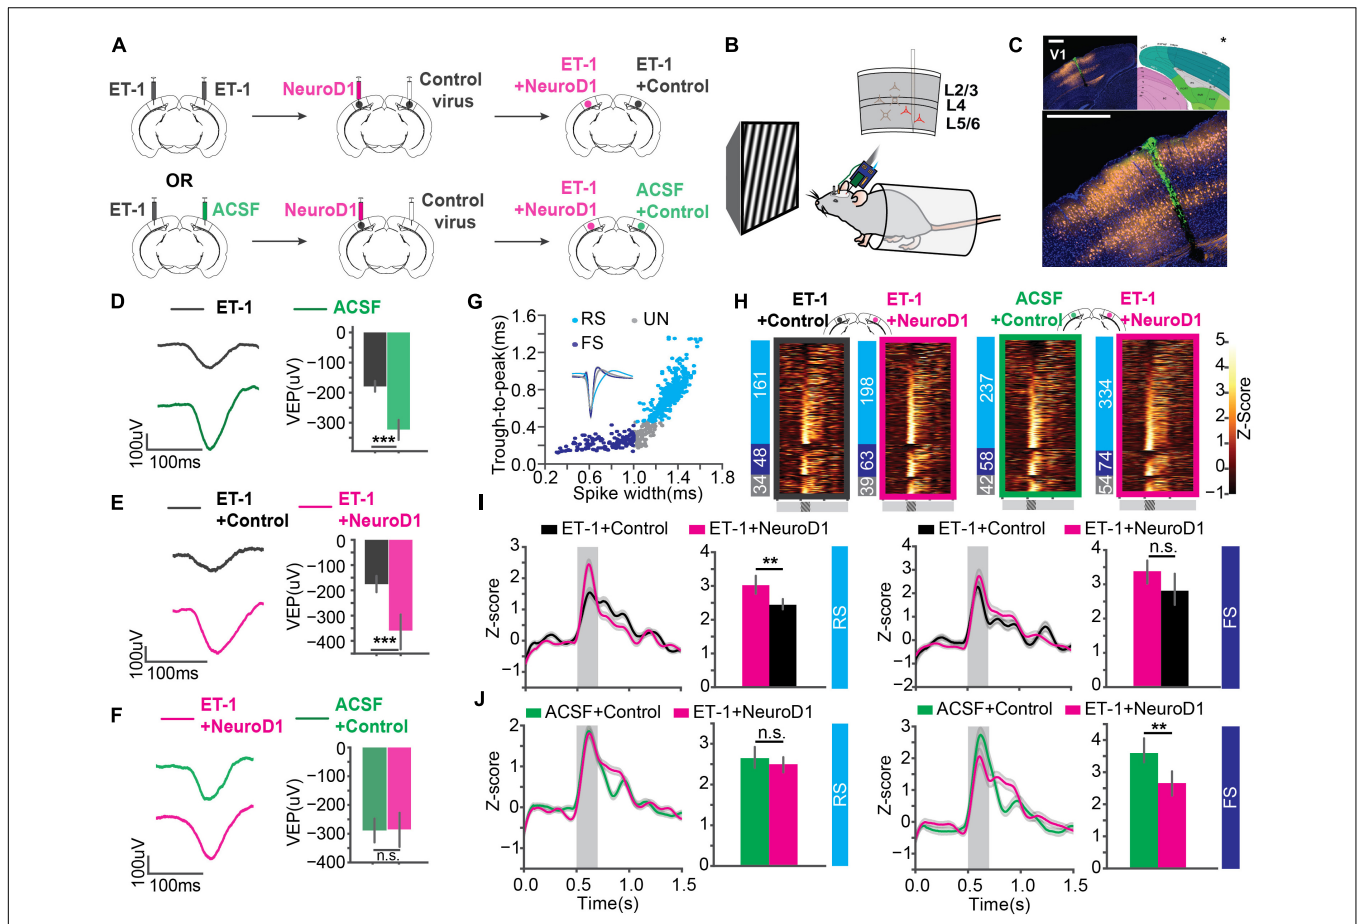 A
ET-1
ET-1
NeuroD1
Control
virus
ET-1
+NeuroD1
ET-1
+Control
OR
ET-1
ACSF
NeuroD1
Control
virus
ET-1
+NeuroD1
ACSF
+Control
B
L2/3
L4
L5/6
C
V1
*
D
ET-1
ACSF
100uV
100ms
VEP(uV)
0
−100
−200
−300
***
E
ET-1
+Control
ET-1
+NeuroD1
100uV
100ms
VEP(uV)
0
−100
−200
−300
−400
***
F
ET-1
+NeuroD1
ACSF
+Control
100uV
100ms
VEP(uV)
0
−100
−200
−300
−400
n.s.
G
RS
UN
FS
Trough-to-peak(ms)
1.6
1.2
0.8
0.4
0.0
0.2
0.6
1.0
1.4
1.8
Spike width(ms)
H
ET-1
+Control
ET-1
+NeuroD1
ACSF
+Control
ET-1
+NeuroD1
161
48
34
198
63
39
237
58
42
334
74
54
5
4
3
2
1
0
−1
Z-Score
I
ET-1+Control
ET-1+NeuroD1
Z-score
3
2
1
0
−1
4
3
2
1
0
**
RS
ET-1+Control
ET-1+NeuroD1
Z-score
4
3
2
1
0
−1
−2
4
3
2
1
0
n.s.
FS
J
ACSF+Control
ET-1+NeuroD1
Z-score
2
1
0
−1
0.0
0.5
1.0
1.5
Time(s)
3
2
1
0
n.s.
RS
ACSF+Control
ET-1+NeuroD1
Z-score
3
2
1
0
−1
0.0
0.5
1.0
1.5
Time(s)
4
3
2
1
0
**
FS